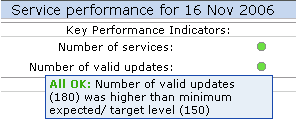 Service performance for 16 Nov 2006
Key Performance Indicators:
Number of services:
Number of valid updates:
All OK: Number of valid updates
(180) was higher than minimum
expected/ target level (150)